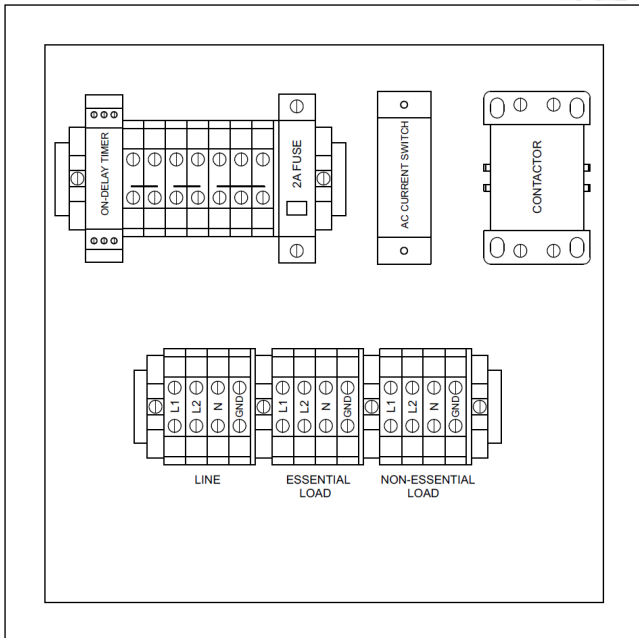 ON-DELAY TIMER
2A FUSE
AC CURRENT SWITCH
CONTACTOR
L1
L2
N
GND
L1
L2
N
GND
L1
L2
N
GND
LINE
ESSENTIAL
LOAD
NON-ESSENTIAL
LOAD